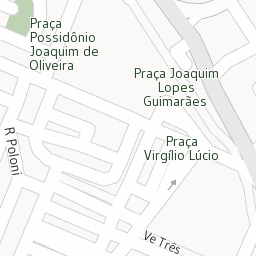 Praça
Possidônio
Joaquim de
Oliveira
Praça Joaquim
Lopes
Guimarães
Praça
Virgílio Lúcio
R Poloni
Ve Três